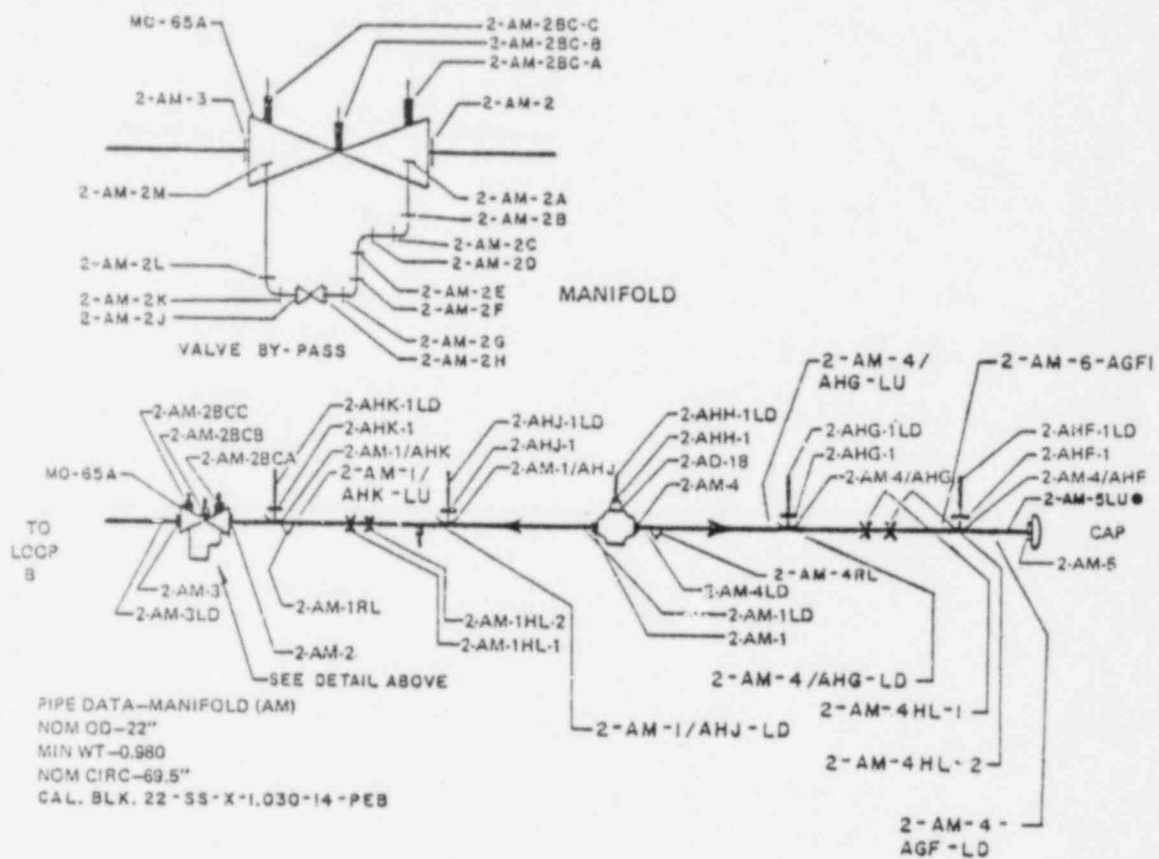 MO-65A
2-AM-2BC-C
2-AM-2BC-B
2-AM-2BC-A
2-AM-3
2-AM-2
2-AM-2M
2-AM-2A
2-AM-2B
2-AM-2C
2-AM-2D
2-AM-2L
2-AM-2E
2-AM-2F
2-AM-2K
2-AM-2J
2-AM-2G
2-AM-2H
VALVE BY-PASS
MANIFOLD
2-AM-4/
AHG-LU
2-AM-6-AGFI
2-AM-2BCC
2-AM-2BCB
2-AM-2BCA
MO-65A
2-AHK-1LD
2-AHK-1
2-AM-1/AHK
2-AM-1/
AHK-LU
2-AHJ-1LD
2-AHJ-1
2-AM-1/AHJ
2-AHH-1LD
2-AHH-1
2-AD-18
2-AM-4
2-AHG-1LD
2-AHG-1
2-AM-4/AHG
2-AHF-1LD
2-AHF-1
2-AM-4/AHF
2-AM-5LU
TO
LOOP
B
CAP
2-AM-5
2-AM-3
2-AM-3LD
2-AM-1RL
2-AM-2
2-AM-1HL-2
2-AM-1HL-1
2-AM-4RL
2-AM-4LD
2-AM-1LD
2-AM-1
SEE DETAIL ABOVE
2-AM-4/AHG-LD
2-AM-1/AHJ-LD
2-AM-4HL-1
2-AM-4HL-2
2-AM-4-
AGF-LD
PIPE DATA—MANIFOLD (AM)
NOM OD—22"
MIN WT—0.980
NOM CIRC—69.5"
CAL. BLK. 22-SS-X-1.030-14-PEB